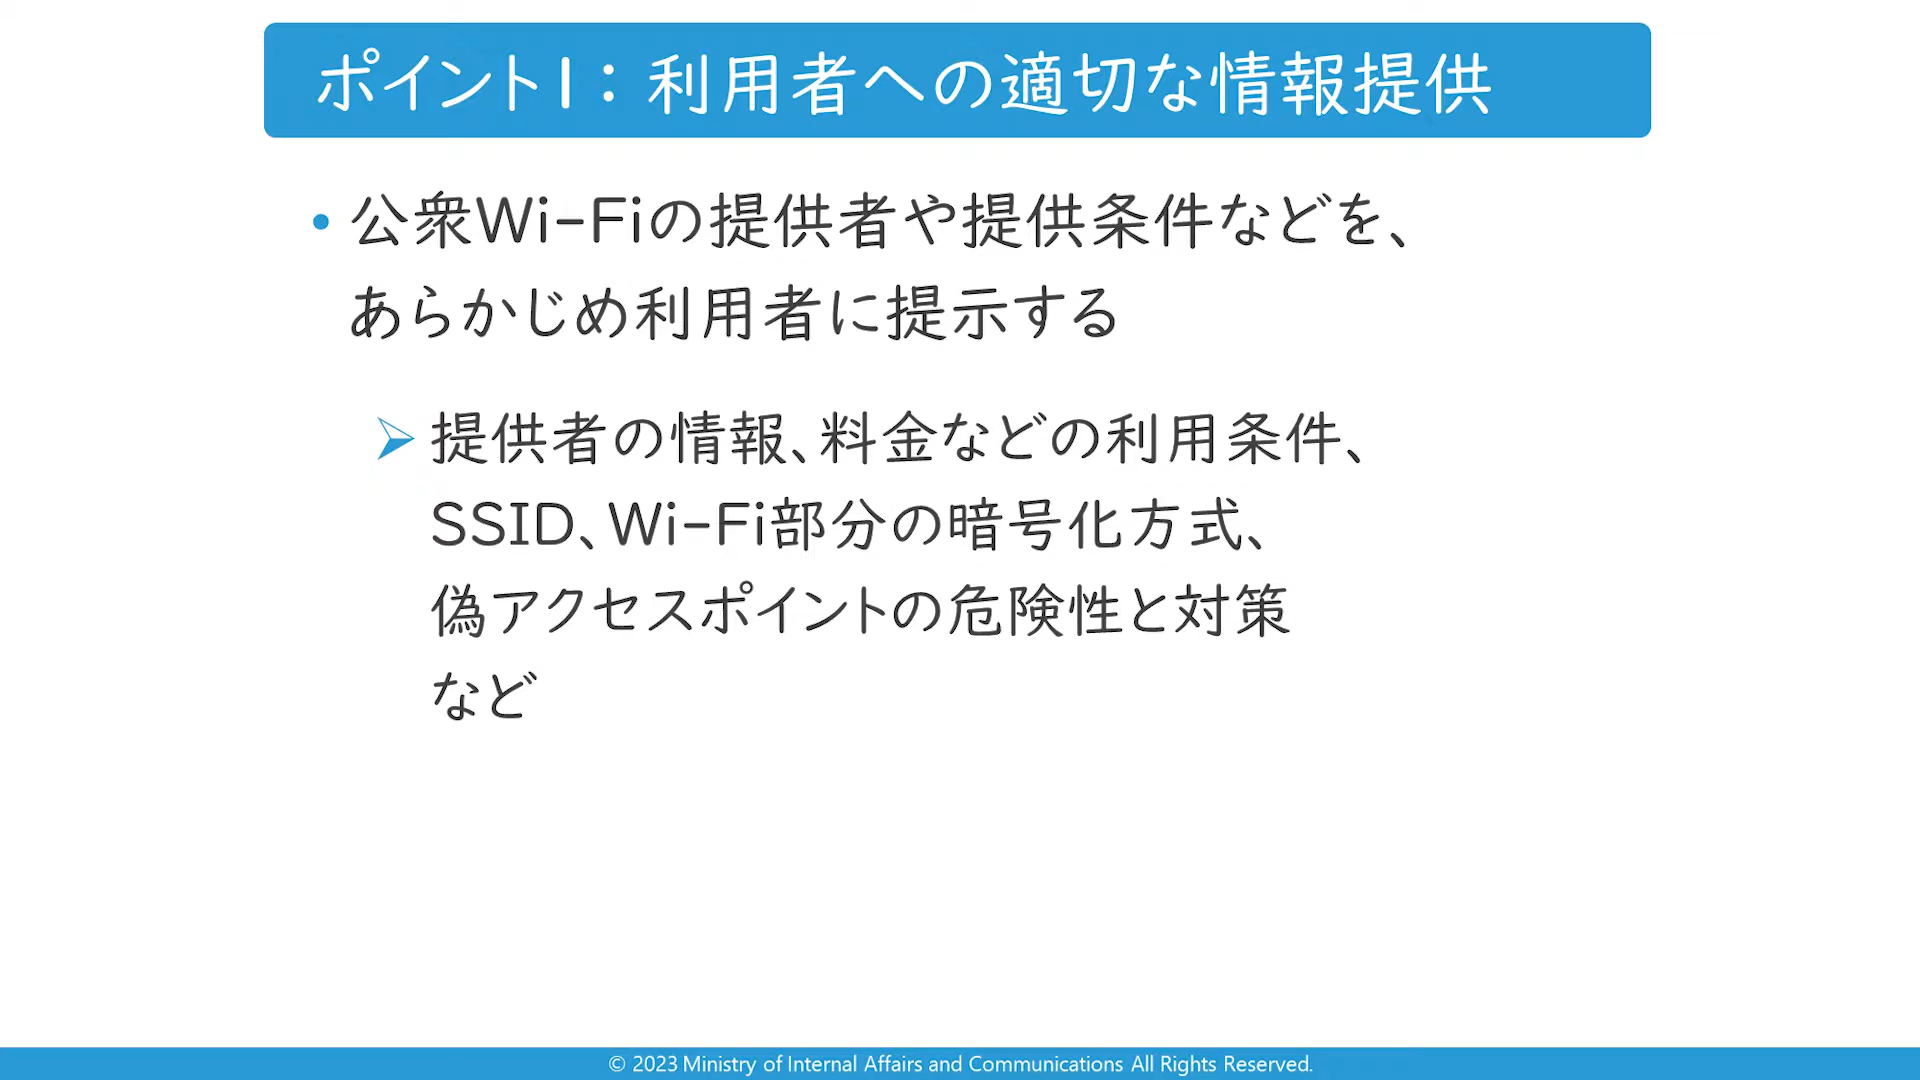 ポイント1：利用者への適切な情報提供
• 公衆Wi-Fiの提供者や提供条件などを、
あらかじめ利用者に提示する
➢ 提供者の情報、料金などの利用条件、
SSID、Wi-Fi部分の暗号化方式、
偽アクセスポイントの危険性と対策
など
© 2023 Ministry of Internal Affairs and Communications All Rights Reserved.